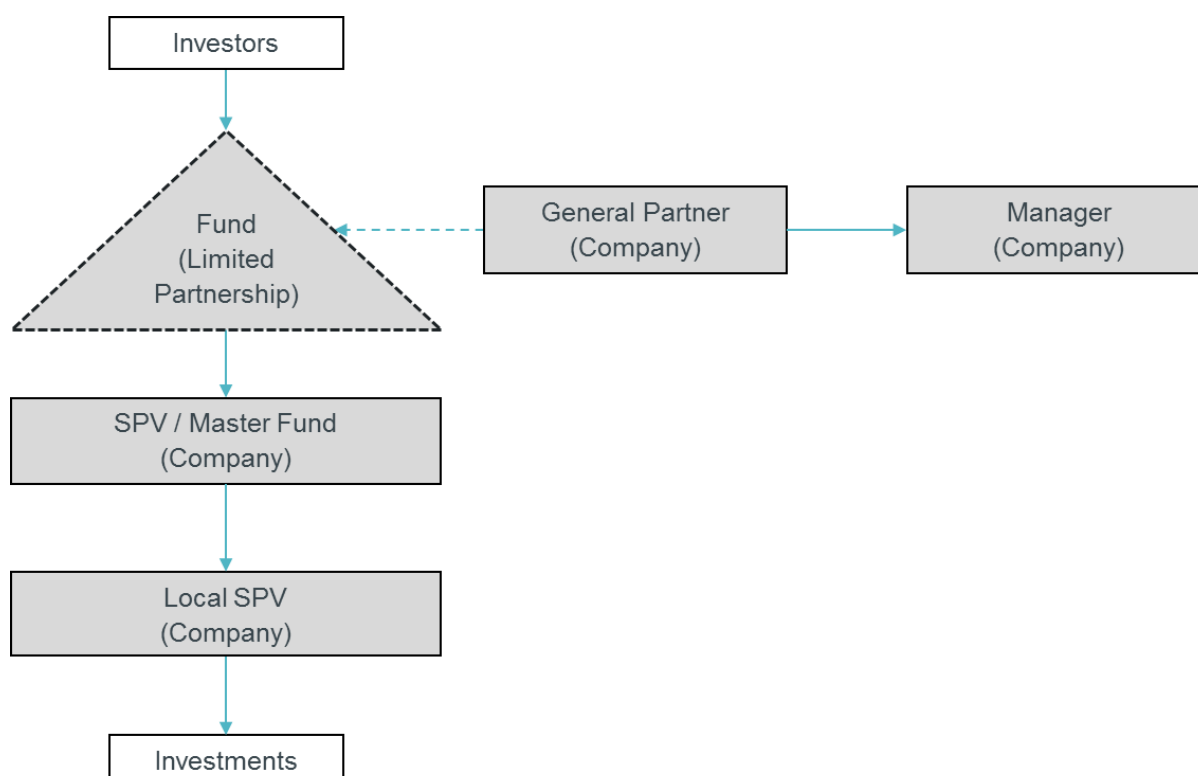 Investors
Fund
(Limited
Partnership)
General Partner
(Company)
Manager
(Company)
SPV / Master Fund
(Company)
Local SPV
(Company)
Investments